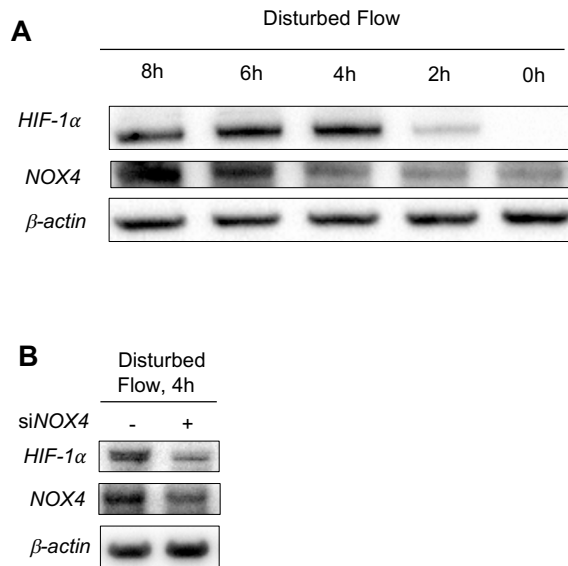 A
Disturbed Flow
8h 6h 4h 2h 0h
HIF-1α
NOX4
β-actin
B
Disturbed
Flow, 4h
siNOX4 - +
HIF-1α
NOX4
β-actin